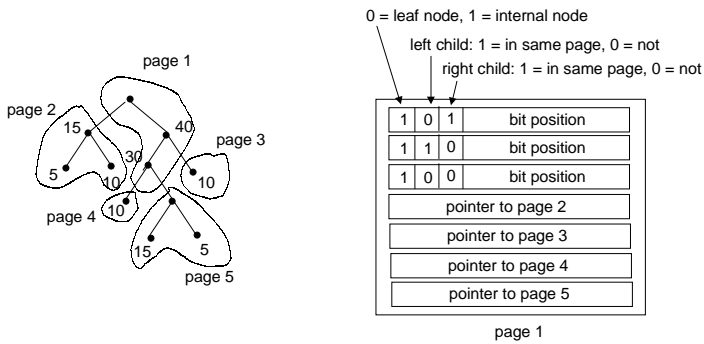 0 = leaf node, 1 = internal node
left child: 1 = in same page, 0 = not
right child: 1 = in same page, 0 = not
page 1
page 2
15
40
page 3
30
5
10
10
page 4
10
15
5
page 5
1 0 1 bit position
1 1 0 bit position
1 0 0 bit position
pointer to page 2
pointer to page 3
pointer to page 4
pointer to page 5
page 1